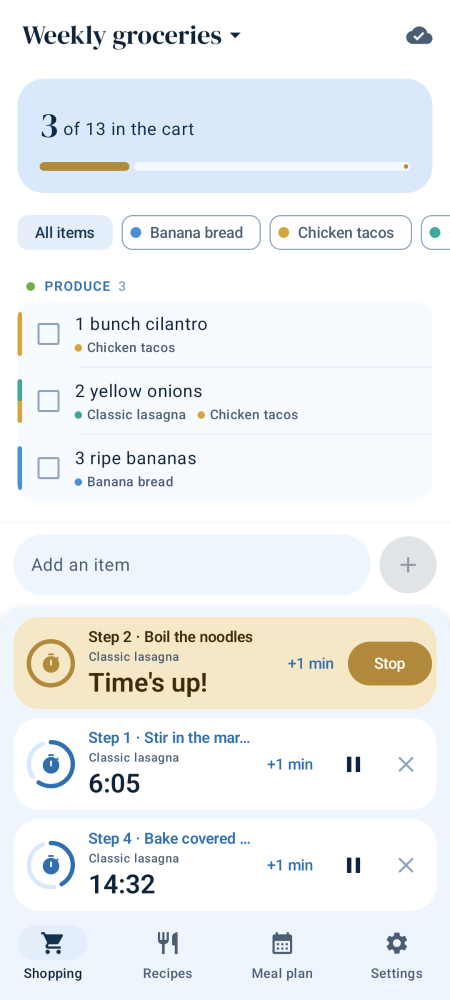 Weekly groceries
3 of 13 in the cart
All items
Banana bread
Chicken tacos
PRODUCE 3
1 bunch cilantro
Chicken tacos
2 yellow onions
Classic lasagna Chicken tacos
3 ripe bananas
Banana bread
Add an item
Step 2 · Boil the noodles
Classic lasagna
Time's up!
+1 min
Stop
Step 1 · Stir in the mar...
Classic lasagna
6:05
+1 min
Step 4 · Bake covered ...
Classic lasagna
14:32
+1 min
Shopping
Recipes
Meal plan
Settings